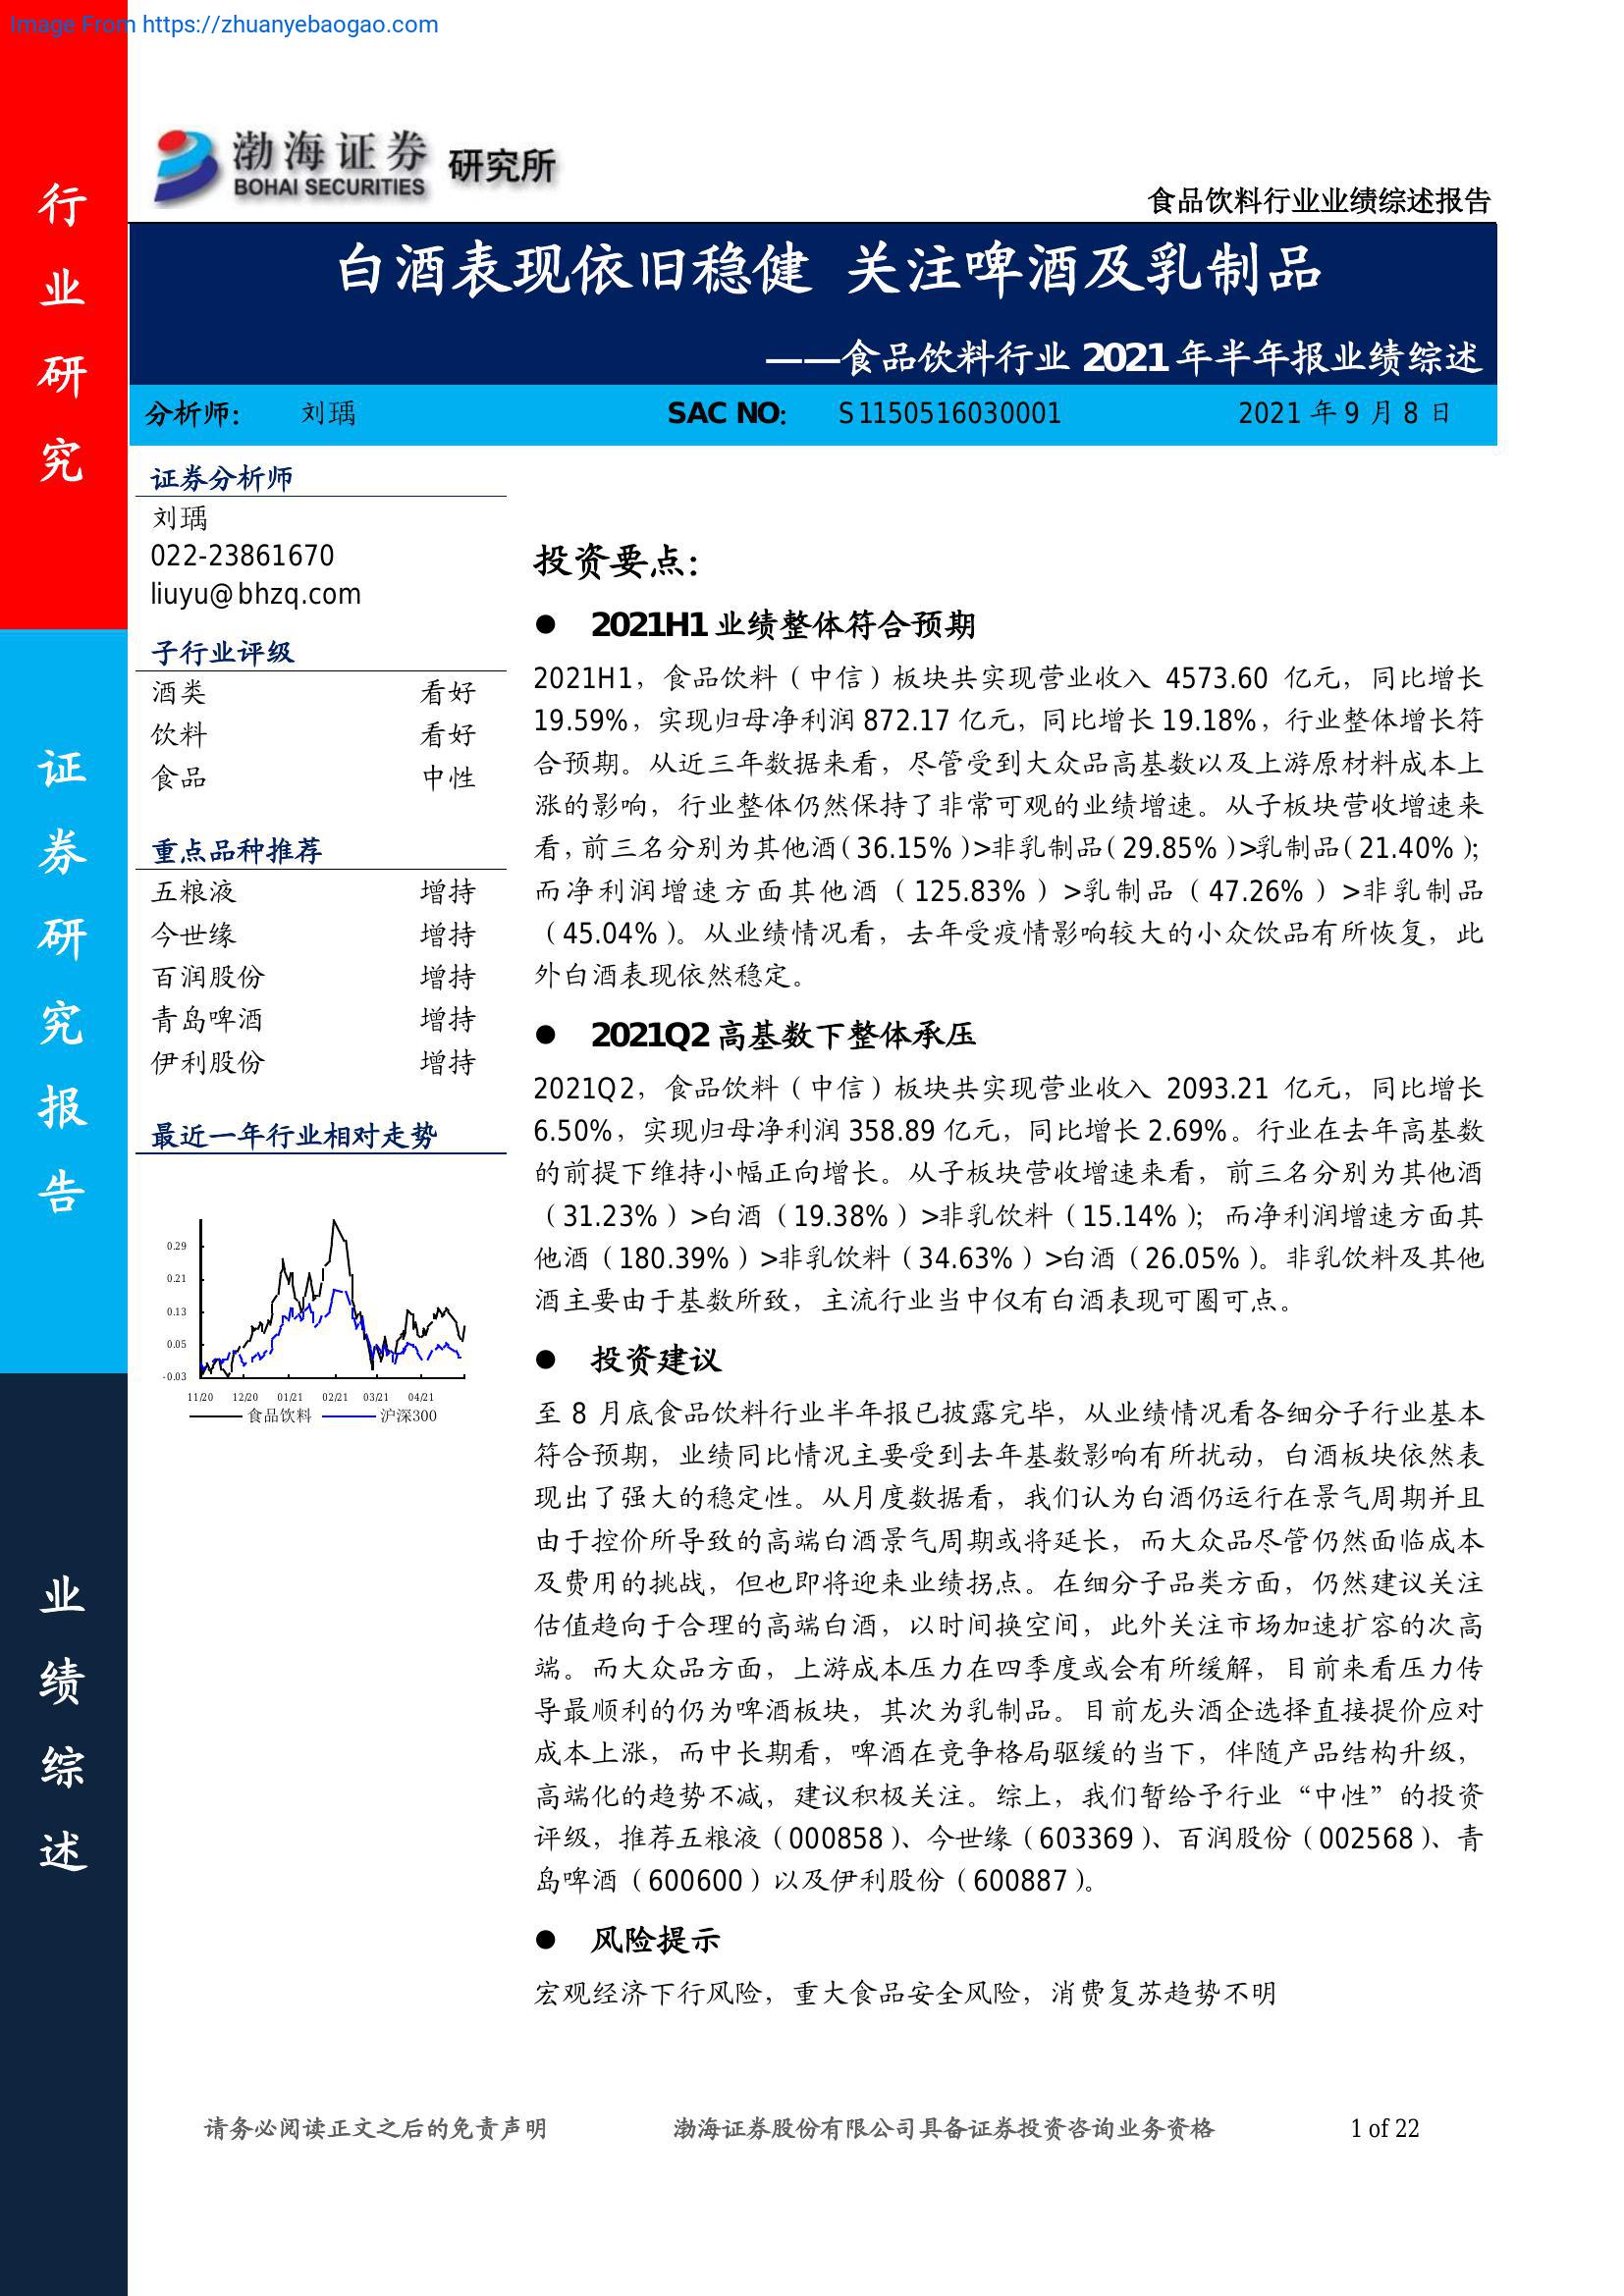 Image From https://zhuanyebaogao.com
渤海证券 研究所
BOHAI SECURITIES
食品饮料行业业绩综述报告
白酒表现依旧稳健 关注啤酒及乳制品
——食品饮料行业 2021 年半年报业绩综述
分析师： 刘瑀 SAC NO： S1150516030001 2021 年 9 月 8 日
行业研究
证券研究报告
业绩综述
证券分析师
刘瑀
022-23861670
liuyu@bhzq.com
子行业评级
酒类 看好
饮料 看好
食品 中性
重点品种推荐
五粮液 增持
今世缘 增持
百润股份 增持
青岛啤酒 增持
伊利股份 增持
最近一年行业相对走势
0.29
0.21
0.13
0.05
-0.03
11/20 12/20 01/21 02/21 03/21 04/21
食品饮料 沪深300
投资要点：
● 2021H1 业绩整体符合预期
2021H1，食品饮料（中信）板块共实现营业收入 4573.60 亿元，同比增长
19.59%，实现归母净利润 872.17 亿元，同比增长 19.18%，行业整体增长符
合预期。从近三年数据来看，尽管受到大众品高基数以及上游原材料成本上
涨的影响，行业整体仍然保持了非常可观的业绩增速。从子板块营收增速来
看，前三名分别为其他酒（36.15%）>非乳制品（29.85%）>乳制品（21.40%）；
而净利润增速方面其他酒（125.83%）>乳制品（47.26%）>非乳制品
（45.04%）。从业绩情况看，去年受疫情影响较大的小众饮品有所恢复，此
外白酒表现依然稳定。
● 2021Q2 高基数下整体承压
2021Q2，食品饮料（中信）板块共实现营业收入 2093.21 亿元，同比增长
6.50%，实现归母净利润 358.89 亿元，同比增长 2.69%。行业在去年高基数
的前提下维持小幅正向增长。从子板块营收增速来看，前三名分别为其他酒
（31.23%）>白酒（19.38%）>非乳饮料（15.14%）；而净利润增速方面其
他酒（180.39%）>非乳饮料（34.63%）>白酒（26.05%）。非乳饮料及其他
酒主要由于基数所致，主流行业当中仅有白酒表现可圈可点。
● 投资建议
至 8 月底食品饮料行业半年报已披露完毕，从业绩情况看各细分子行业基本
符合预期，业绩同比情况主要受到去年基数影响有所扰动，白酒板块依然表
现出了强大的稳定性。从月度数据看，我们认为白酒仍运行在景气周期并且
由于控价所导致的高端白酒景气周期或将延长，而大众品尽管仍然面临成本
及费用的挑战，但也即将迎来业绩拐点。在细分子品类方面，仍然建议关注
估值趋向于合理的高端白酒，以时间换空间，此外关注市场加速扩容的次高
端。而大众品方面，上游成本压力在四季度或会有所缓解，目前来看压力传
导最顺利的仍为啤酒板块，其次为乳制品。目前龙头酒企选择直接提价应对
成本上涨，而中长期看，啤酒在竞争格局驱缓的当下，伴随产品结构升级，
高端化的趋势不减，建议积极关注。综上，我们暂给予行业“中性”的投资
评级，推荐五粮液（000858）、今世缘（603369）、百润股份（002568）、青
岛啤酒（600600）以及伊利股份（600887）。
● 风险提示
宏观经济下行风险，重大食品安全风险，消费复苏趋势不明
请务必阅读正文之后的免责声明 渤海证券股份有限公司具备证券投资咨询业务资格 1 of 22